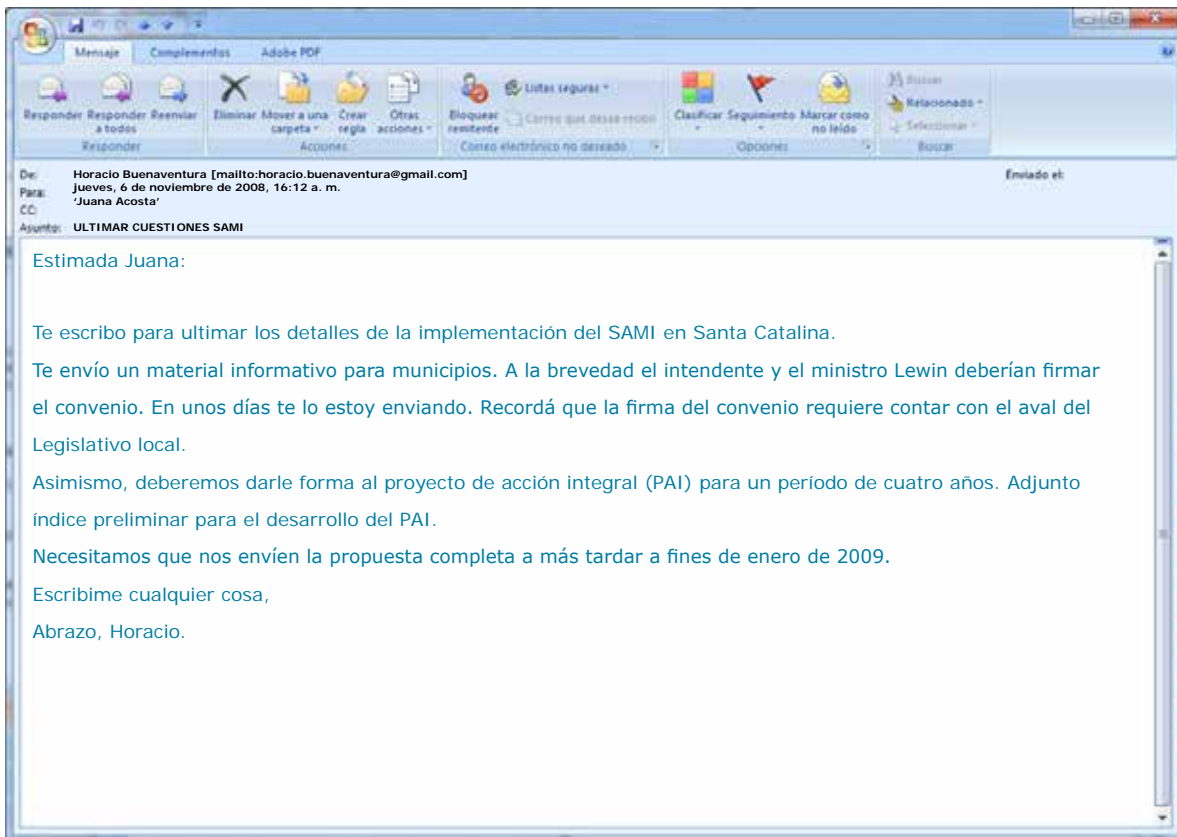 Mensaje Complementos Adobe PDF
Responder Responder a todos Reenviar Eliminar Mover a una carpeta Crear regla Otras acciones Bloquear remitente Listas seguras Correo que desea recibir Clasificar Seguimiento Marcar como no leído Buscar Relacionado Seleccionar
Responder Acciones Correo electrónico no deseado Opciones Buscar
De: Horacio Buenaventura [mailto:horacio.buenaventura@gmail.com] Enviado el:
Para: jueves, 6 de noviembre de 2008, 16:12 a. m.
CC: ‘Juana Acosta’
Asunto: ULTIMAR CUESTIONES SAMI
Estimada Juana:
Te escribo para ultimar los detalles de la implementación del SAMI en Santa Catalina.
Te envío un material informativo para municipios. A la brevedad el intendente y el ministro Lewin deberían firmar
el convenio. En unos días te lo estoy enviando. Recordá que la firma del convenio requiere contar con el aval del
Legislativo local.
Asimismo, deberemos darle forma al proyecto de acción integral (PAI) para un período de cuatro años. Adjunto
índice preliminar para el desarrollo del PAI.
Necesitamos que nos envíen la propuesta completa a más tardar a fines de enero de 2009.
Escribime cualquier cosa,
Abrazo, Horacio.